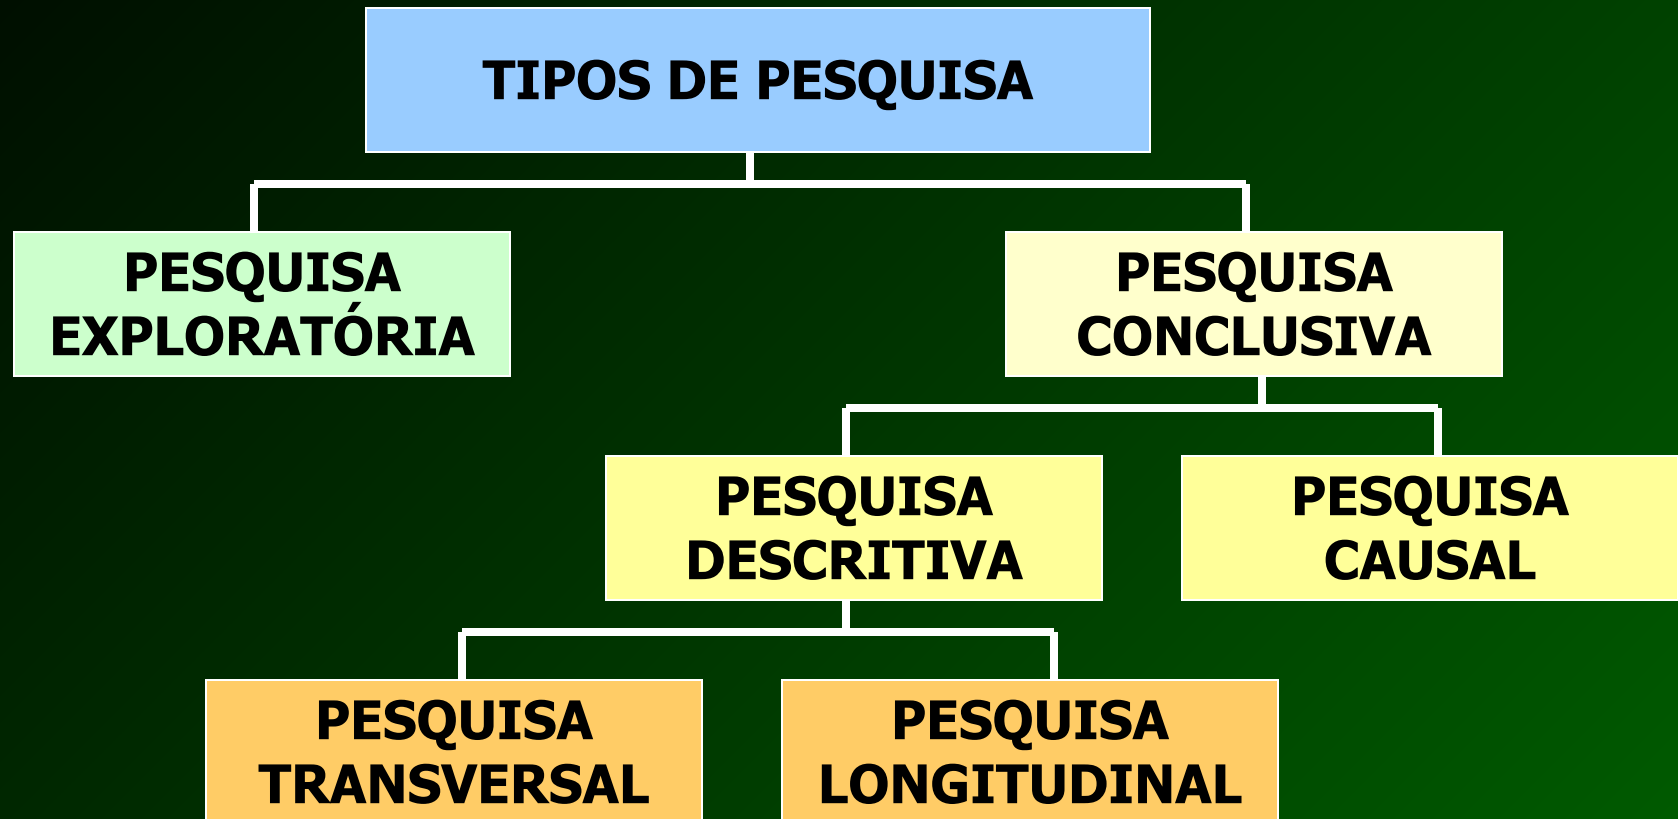 TIPOS DE PESQUISA
PESQUISA
EXPLORATÓRIA
PESQUISA
CONCLUSIVA
PESQUISA
DESCRITIVA
PESQUISA
CAUSAL
PESQUISA
TRANSVERSAL
PESQUISA
LONGITUDINAL